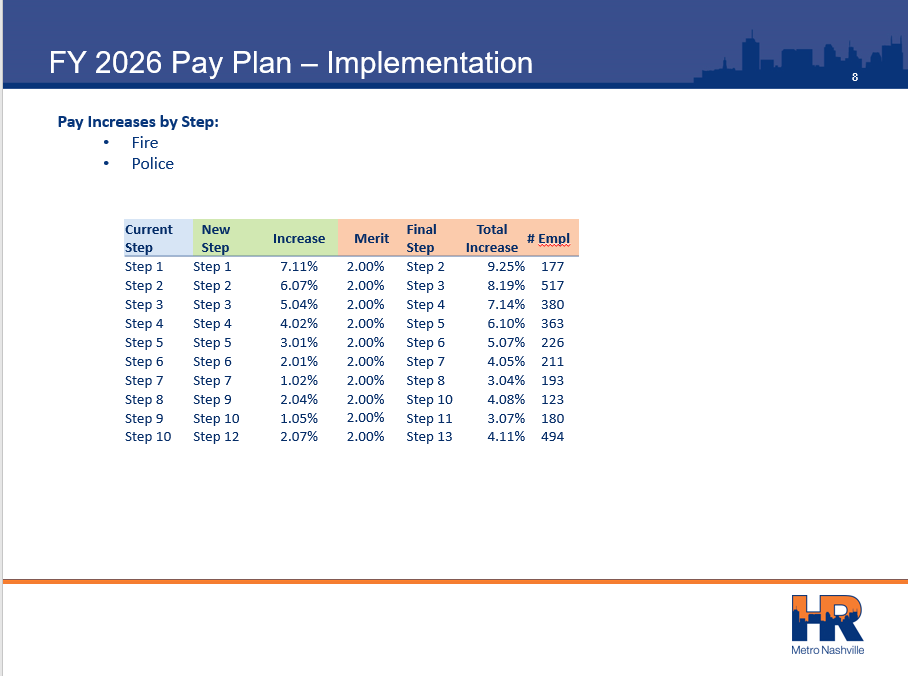 FY 2026 Pay Plan – Implementation
8
Pay Increases by Step:
• Fire
• Police
Current Step New Step Increase Merit Final Step Total Increase # Empl
Step 1 Step 1 7.11% 2.00% Step 2 9.25% 177
Step 2 Step 2 6.07% 2.00% Step 3 8.19% 517
Step 3 Step 3 5.04% 2.00% Step 4 7.14% 380
Step 4 Step 4 4.02% 2.00% Step 5 6.10% 363
Step 5 Step 5 3.01% 2.00% Step 6 5.07% 226
Step 6 Step 6 2.01% 2.00% Step 7 4.05% 211
Step 7 Step 7 1.02% 2.00% Step 8 3.04% 193
Step 8 Step 9 2.04% 2.00% Step 10 4.08% 123
Step 9 Step 10 1.05% 2.00% Step 11 3.07% 180
Step 10 Step 12 2.07% 2.00% Step 13 4.11% 494
HR
Metro Nashville